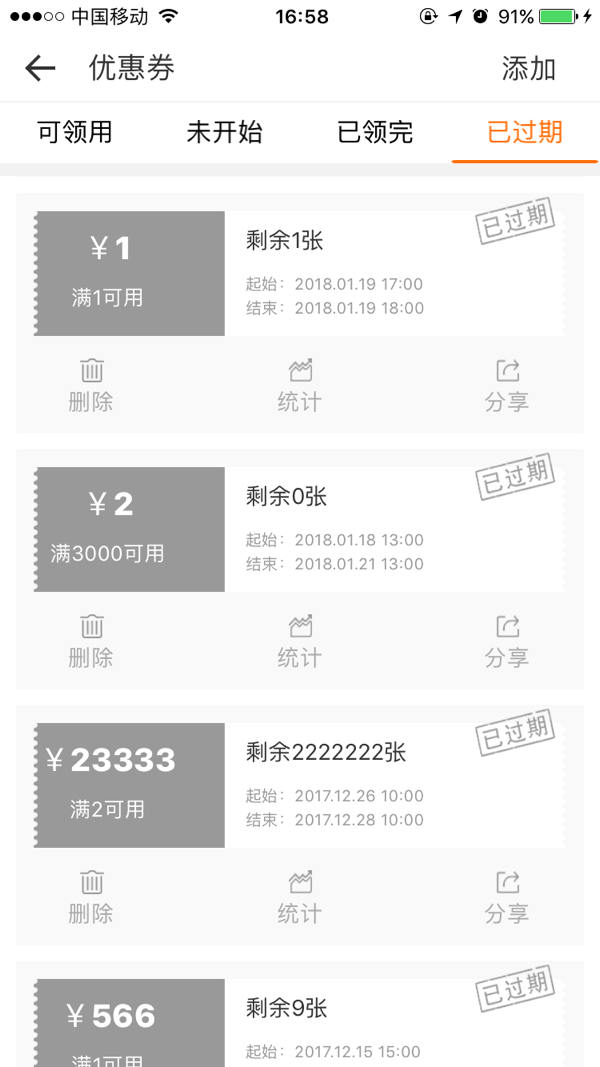 中国移动 16:58 91%
优惠券 添加
可领用 未开始 已领完 已过期
¥1
满1可用
剩余1张
已过期
起始：2018.01.19 17:00
结束：2018.01.19 18:00
删除 统计 分享
¥2
满3000可用
剩余0张
已过期
起始：2018.01.18 13:00
结束：2018.01.21 13:00
删除 统计 分享
¥23333
满2可用
剩余2222222张
已过期
起始：2017.12.26 10:00
结束：2017.12.28 10:00
删除 统计 分享
¥566
满1可用
剩余9张
已过期
起始：2017.12.15 15:00